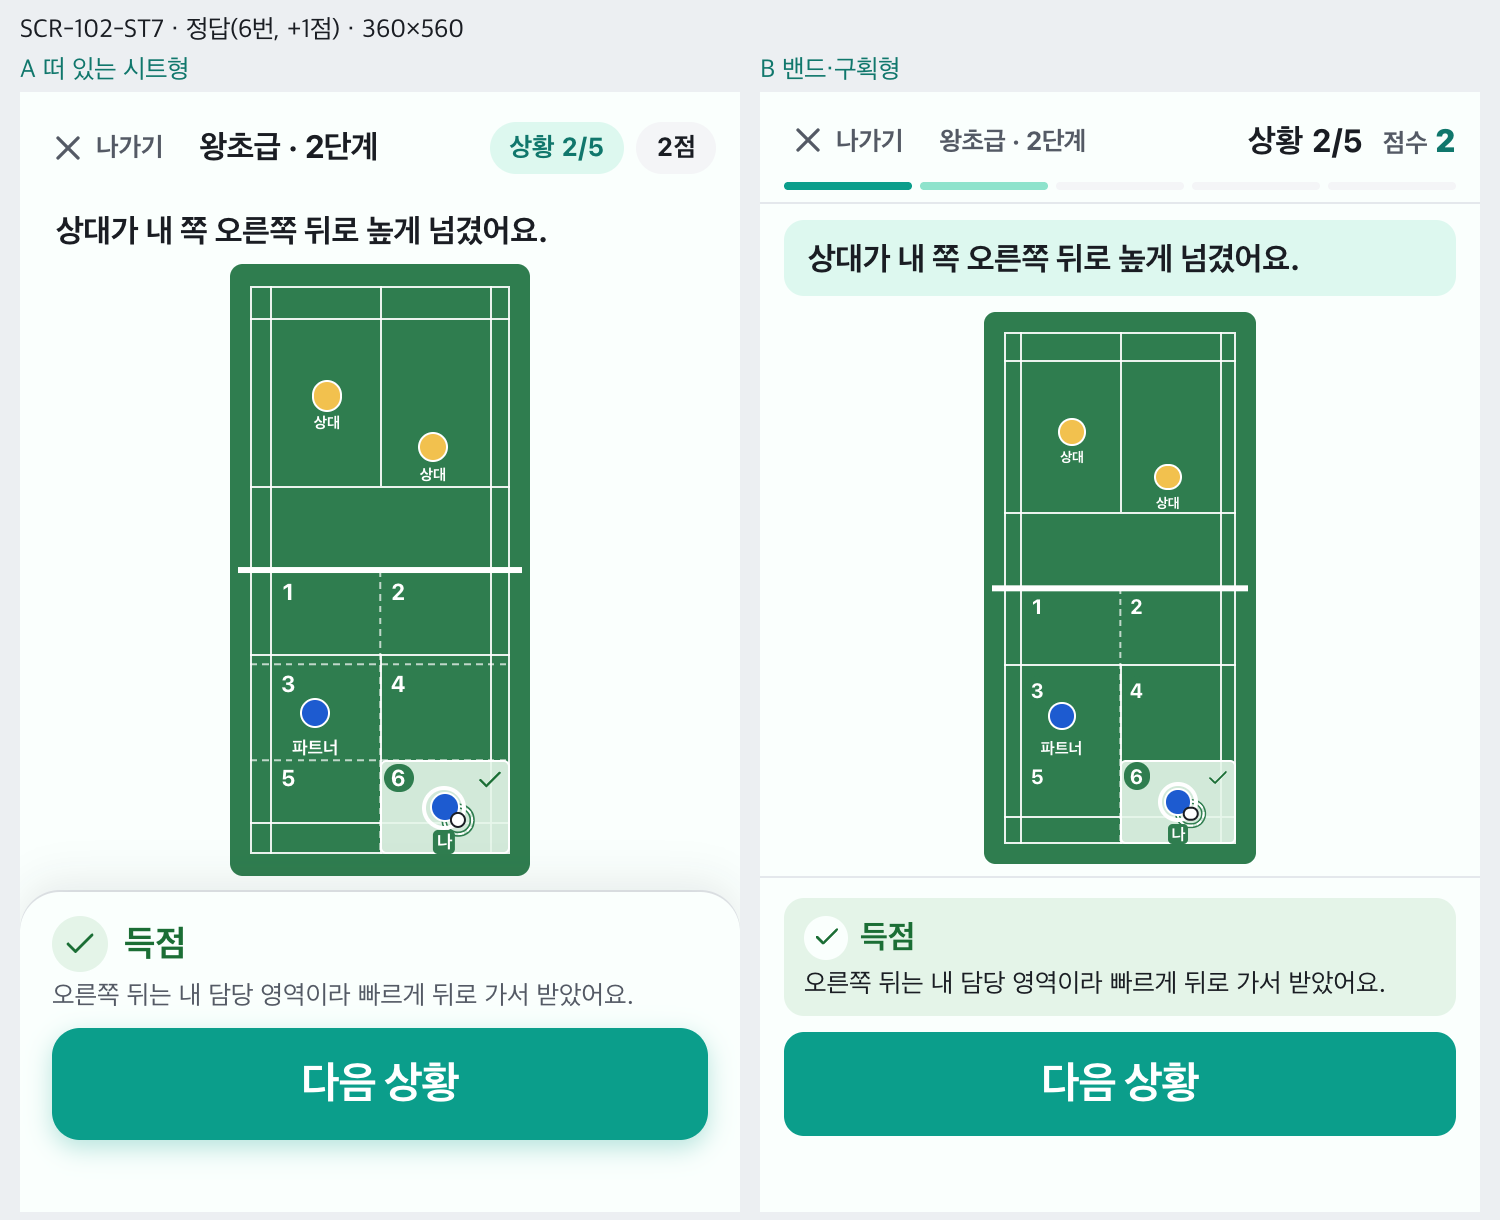 SCR-102-ST7 · 정답(6번, +1점) · 360×560
A 떠 있는 시트형
나가기 왕초급 · 2단계 상황 2/5 2점
상대가 내 쪽 오른쪽 뒤로 높게 넘겼어요.
상대
상대
1 2
3 4
파트너
5 6
나
득점
오른쪽 뒤는 내 담당 영역이라 빠르게 뒤로 가서 받았어요.
다음 상황
B 밴드·구획형
나가기 왕초급 · 2단계 상황 2/5 점수 2
상대가 내 쪽 오른쪽 뒤로 높게 넘겼어요.
상대
상대
1 2
3 4
파트너
5 6
나
득점
오른쪽 뒤는 내 담당 영역이라 빠르게 뒤로 가서 받았어요.
다음 상황